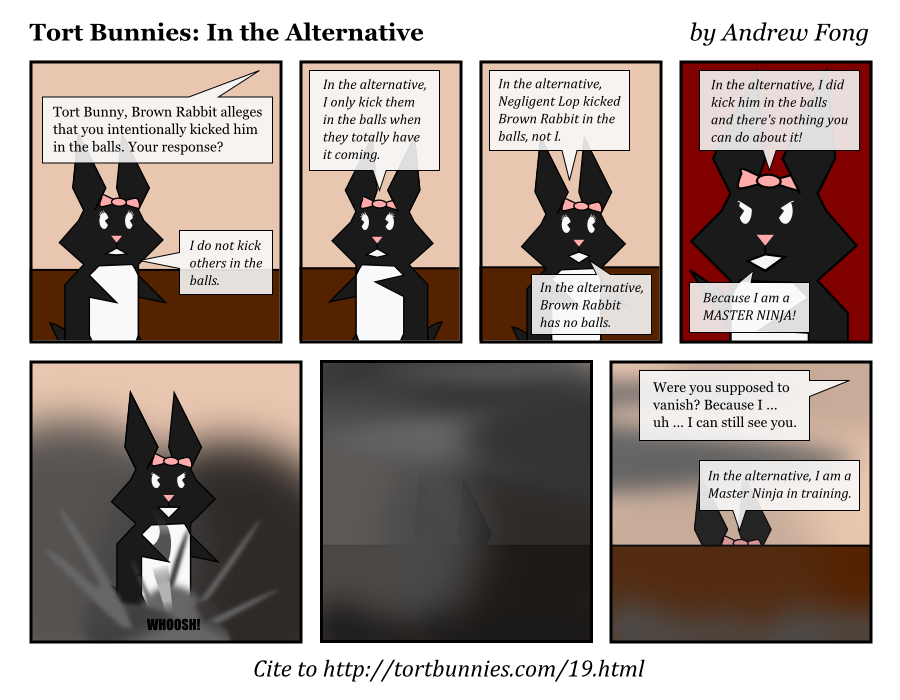 Tort Bunnies: In the Alternative
by Andrew Fong
Tort Bunny, Brown Rabbit alleges
that you intentionally kicked him
in the balls. Your response?
I do not kick
others in the
balls.
In the alternative,
I only kick them
in the balls when
they totally have
it coming.
In the alternative,
Negligent Lop kicked
Brown Rabbit in the
balls, not I.
In the alternative,
Brown Rabbit
has no balls.
In the alternative, I did
kick him in the balls
and there's nothing you
can do about it!
Because I am a
MASTER NINJA!
WHOOSH!
Were you supposed to
vanish? Because I ...
uh ... I can still see you.
In the alternative, I am a
Master Ninja in training.
Cite to http://tortbunnies.com/19.html